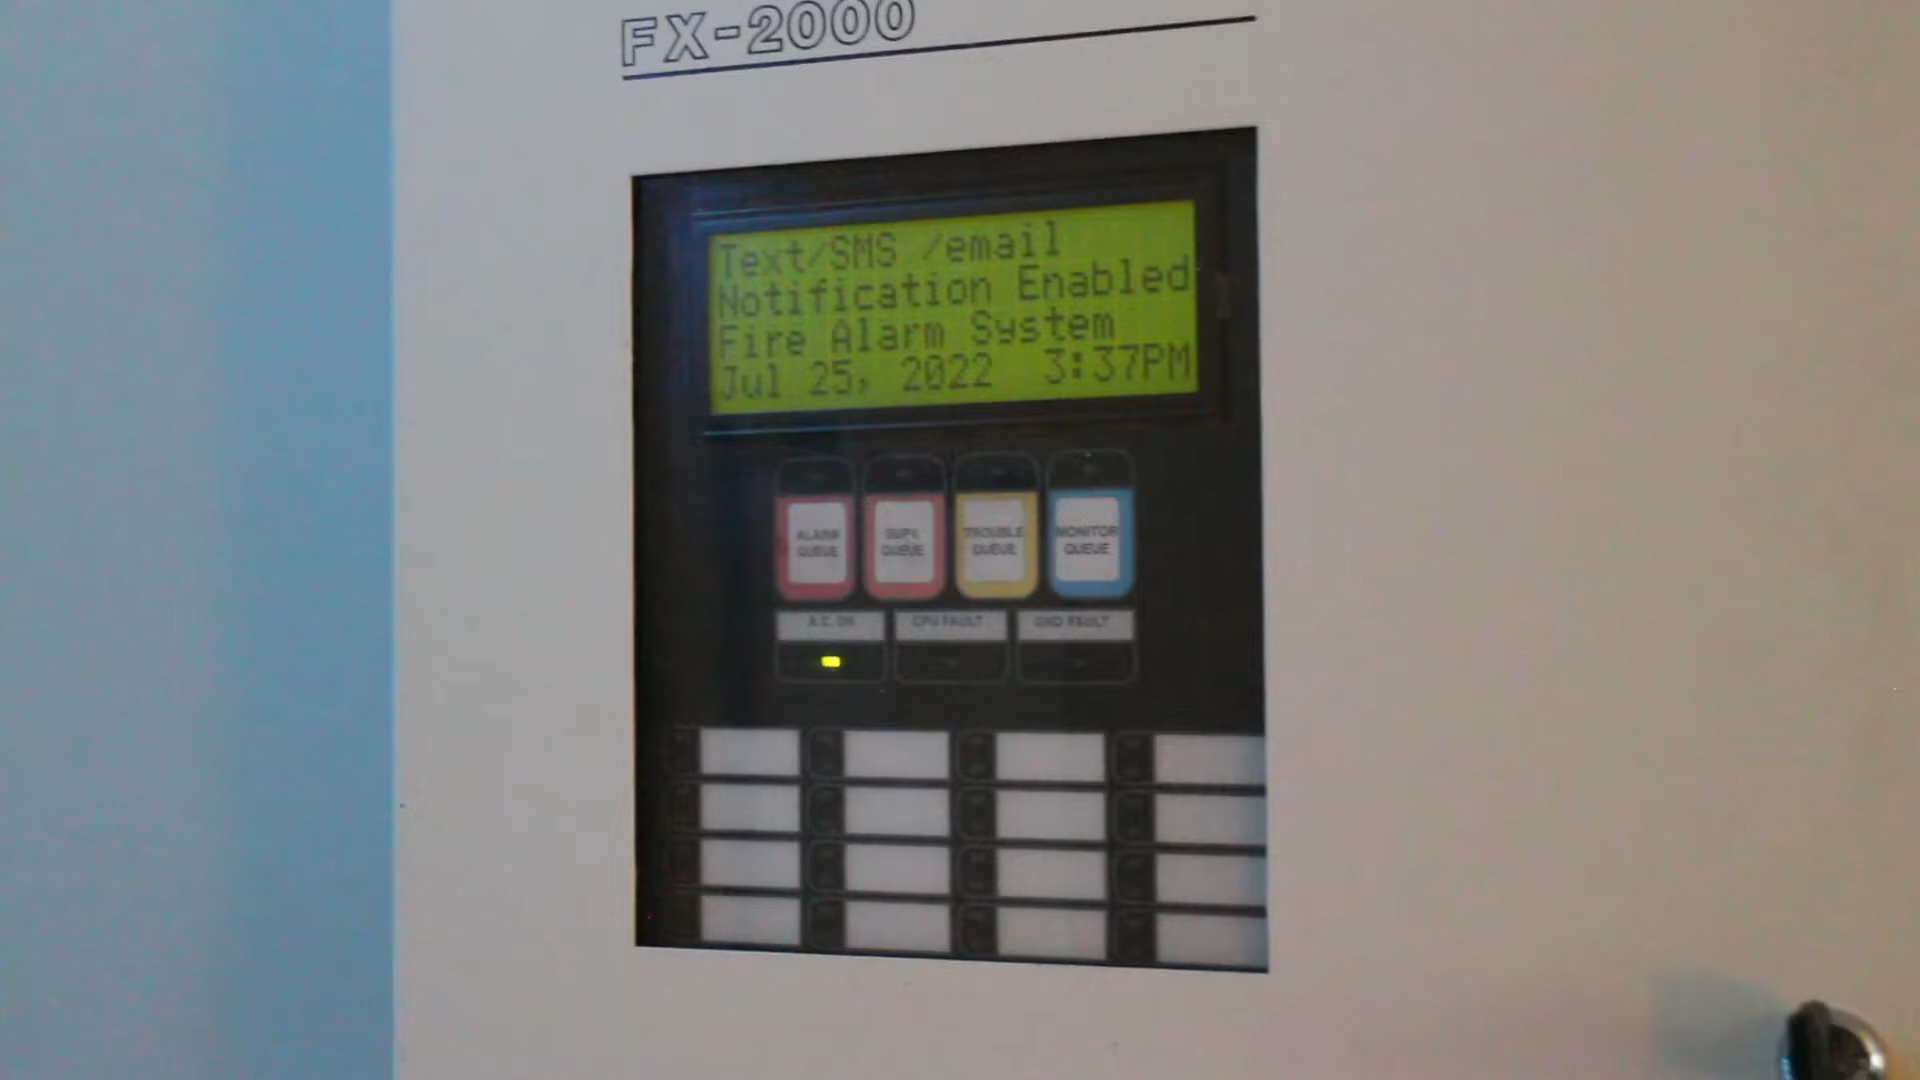 FX-2000
Text/SMS /email
Notification Enabled
Fire Alarm System
Jul 25, 2022 3:37PM
ALARM QUEUE
SUPV. QUEUE
TROUBLE QUEUE
MONITOR QUEUE
A.C. ON
CPU FAULT
GND FAULT